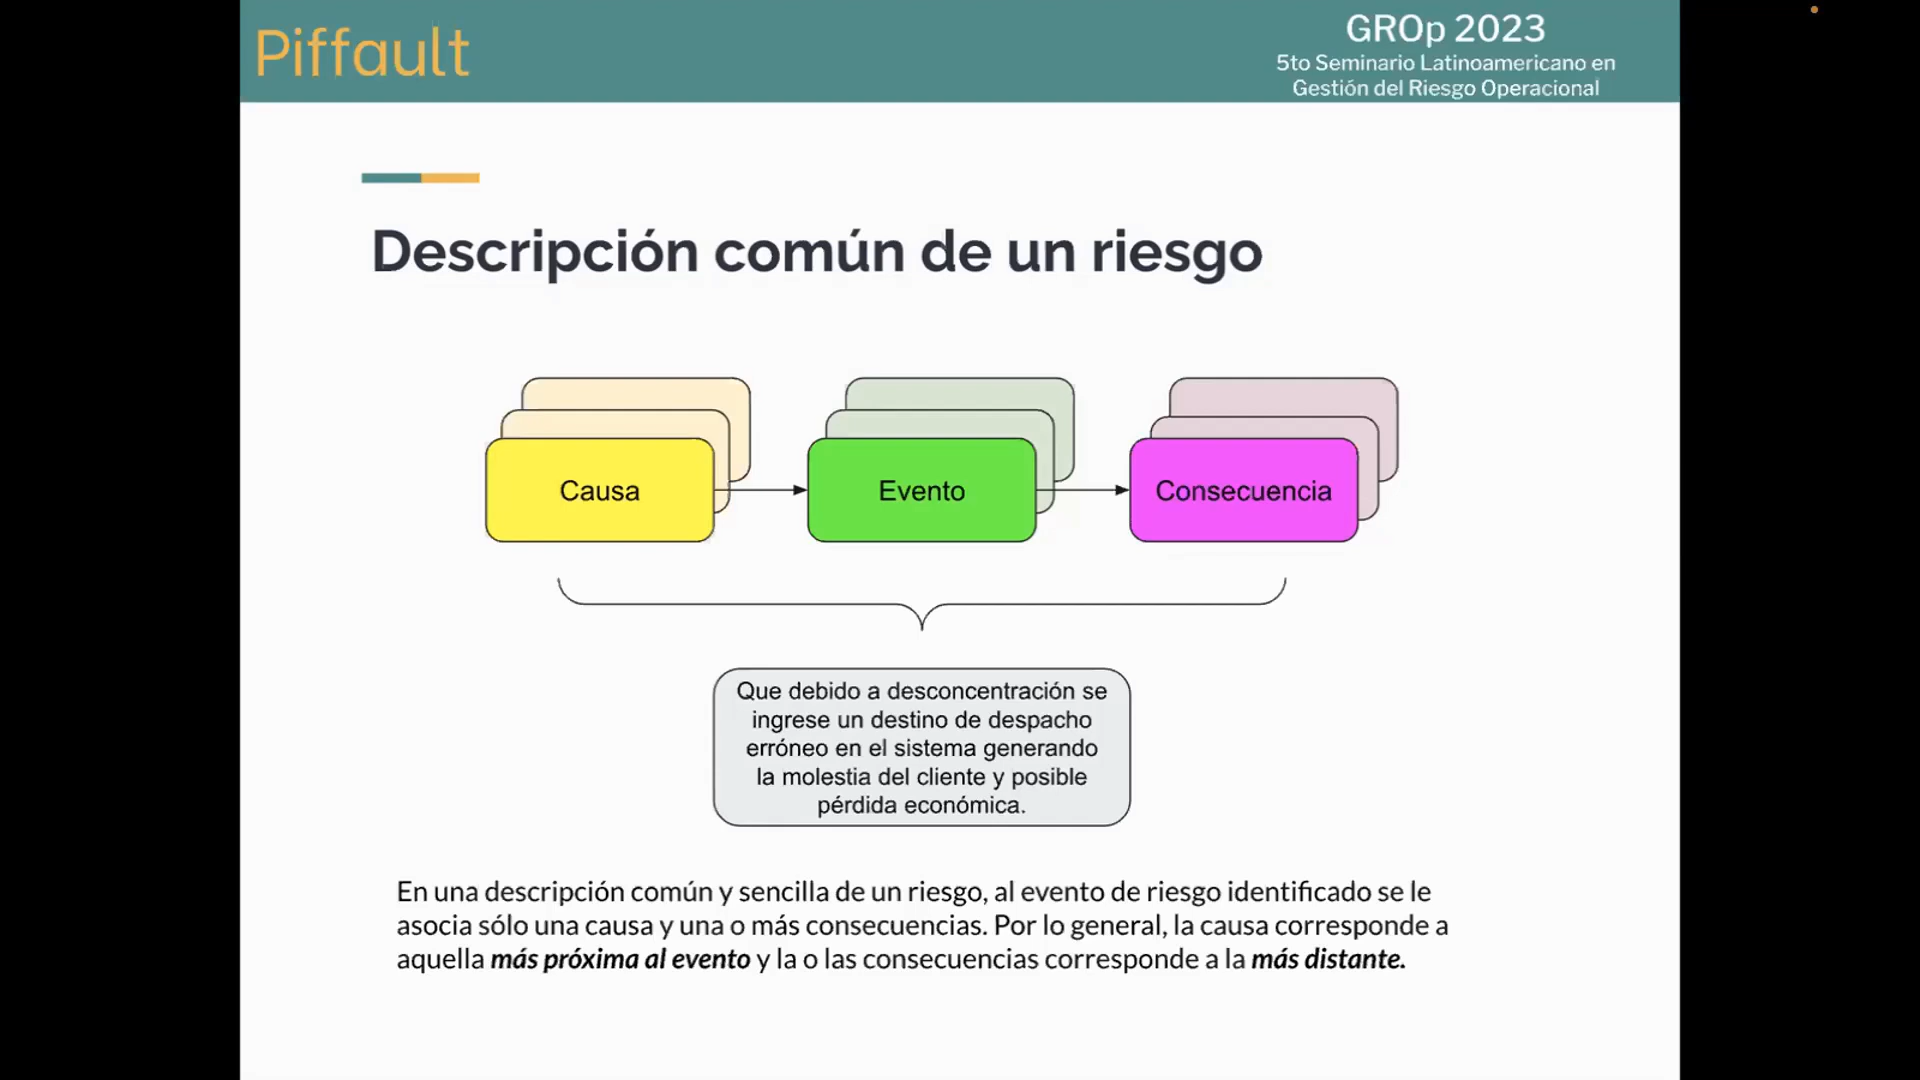 Piffault
GROp 2023
5to Seminario Latinoamericano en
Gestión del Riesgo Operacional
Descripción común de un riesgo
Causa
Evento
Consecuencia
Que debido a desconcentración se
ingrese un destino de despacho
erróneo en el sistema generando
la molestia del cliente y posible
pérdida económica.
En una descripción común y sencilla de un riesgo, al evento de riesgo identificado se le
asocia sólo una causa y una o más consecuencias. Por lo general, la causa corresponde a
aquella más próxima al evento y la o las consecuencias corresponde a la más distante.